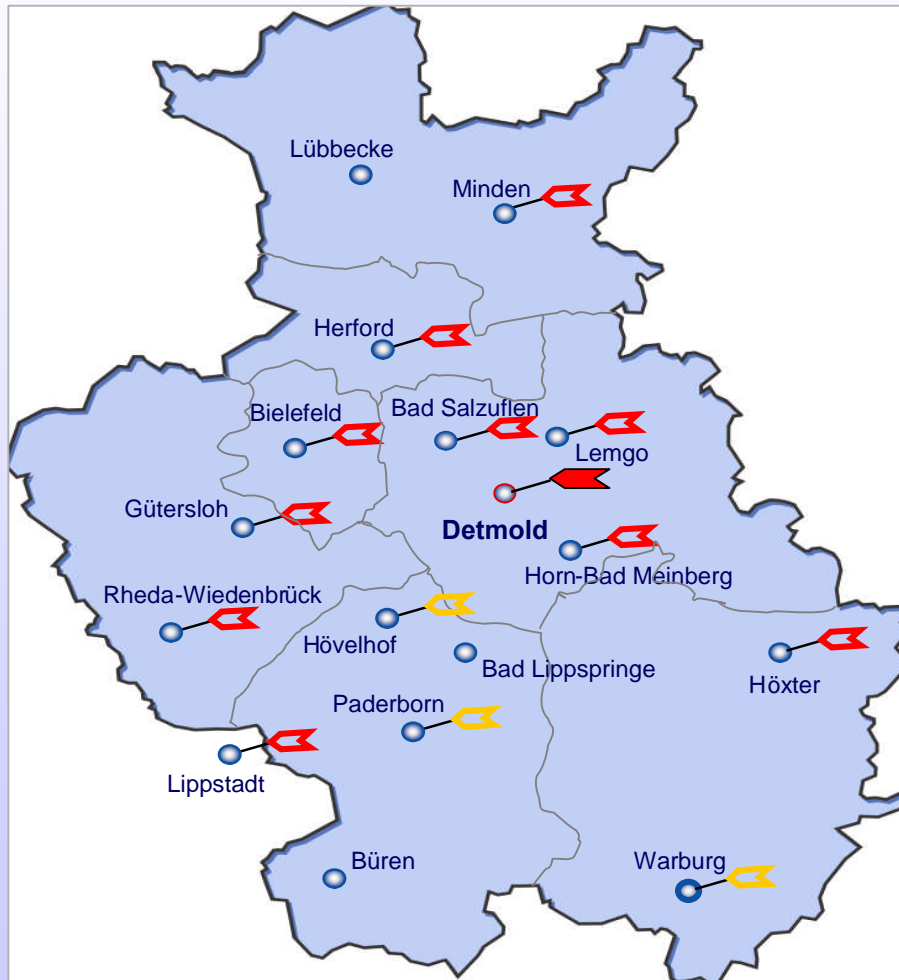 Lübbecke
Minden
Herford
Bad Salzuflen
Bielefeld
Lemgo
Gütersloh
Detmold
Horn-Bad Meinberg
Rheda-Wiedenbrück
Hövelhof
Bad Lippspringe
Höxter
Paderborn
Lippstadt
Büren
Warburg